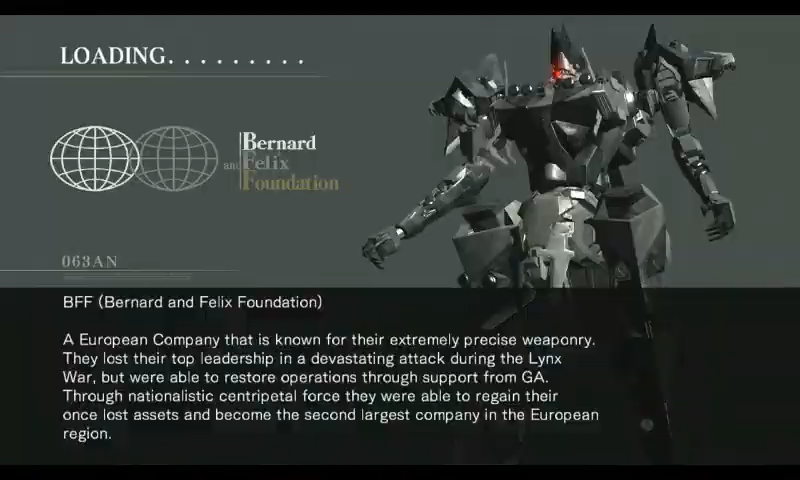 LOADING.........
Bernard
and Felix
Foundation
063AN
BFF (Bernard and Felix Foundation)
A European Company that is known for their extremely precise weaponry.
They lost their top leadership in a devastating attack during the Lynx
War, but were able to restore operations through support from GA.
Through nationalistic centripetal force they were able to regain their
once lost assets and become the second largest company in the European
region.